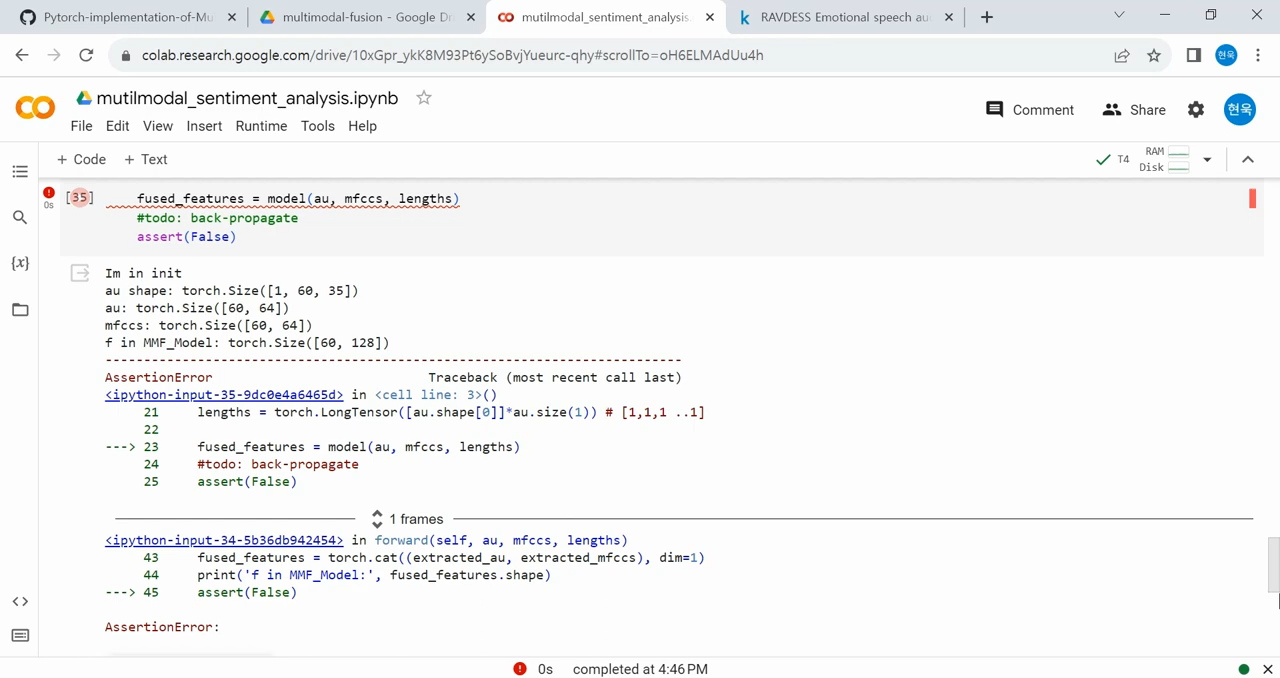 Pytorch-implementation-of-Mu
multimodal-fusion - Google Dr
mutilmodal_sentiment_analysis.
RAVDESS Emotional speech au
colab.research.google.com/drive/10xGpr_ykK8M93Pt6ySoBvjYueurc-qhy#scrollTo=oH6ELMAdUu4h
현욱
mutilmodal_sentiment_analysis.ipynb
Comment
Share
현욱
File Edit View Insert Runtime Tools Help
+ Code + Text
T4
RAM
Disk
[35] fused_features = model(au, mfccs, lengths)
0s
#todo: back-propagate
assert(False)
{x}
Im in init
au shape: torch.Size([1, 60, 35])
au: torch.Size([60, 64])
mfccs: torch.Size([60, 64])
f in MMF_Model: torch.Size([60, 128])
---------------------------------------------------------------------------
AssertionError Traceback (most recent call last)
<ipython-input-35-9dc0e4a6465d> in <cell line: 3>()
21 lengths = torch.LongTensor([au.shape[0]]*au.size(1)) # [1,1,1 ..1]
22
---> 23 fused_features = model(au, mfccs, lengths)
24 #todo: back-propagate
25 assert(False)
1 frames
<ipython-input-34-5b36db942454> in forward(self, au, mfccs, lengths)
43 fused_features = torch.cat((extracted_au, extracted_mfccs), dim=1)
44 print('f in MMF_Model:', fused_features.shape)
---> 45 assert(False)
AssertionError:
0s completed at 4:46 PM